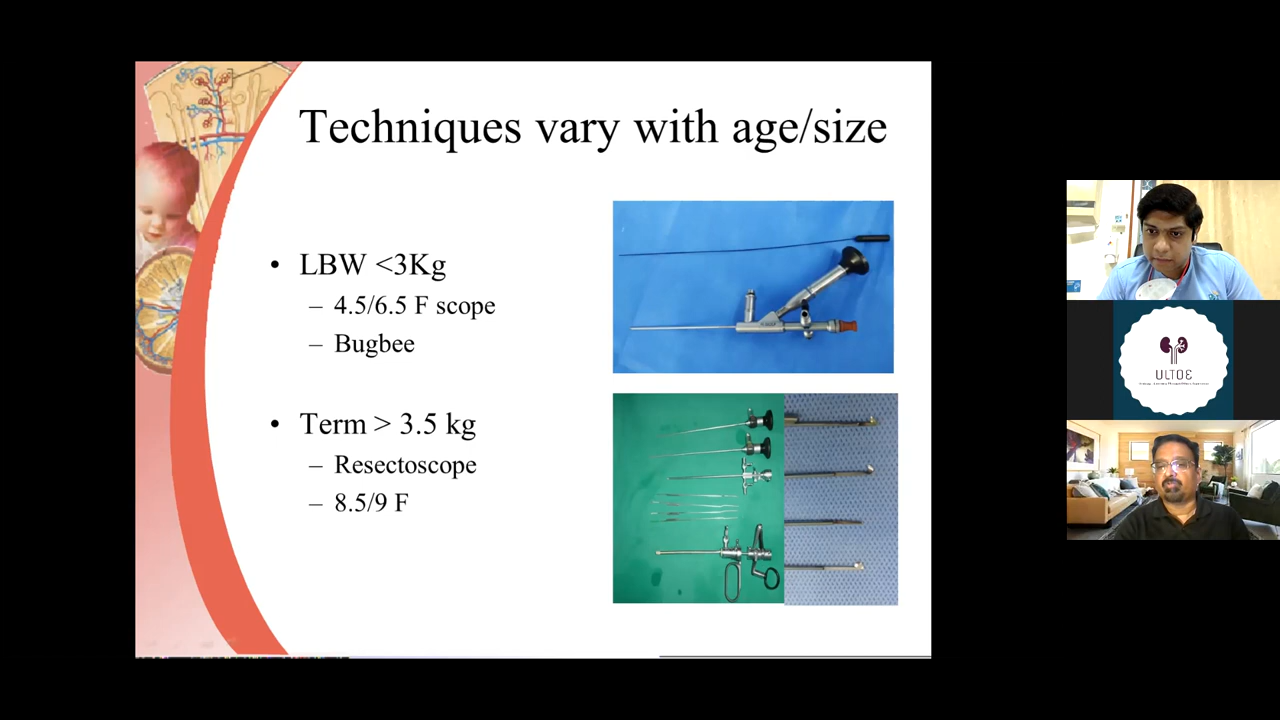 Techniques vary with age/size
• LBW <3Kg
– 4.5/6.5 F scope
– Bugbee
• Term > 3.5 kg
– Resectoscope
– 8.5/9 F
ULTOE